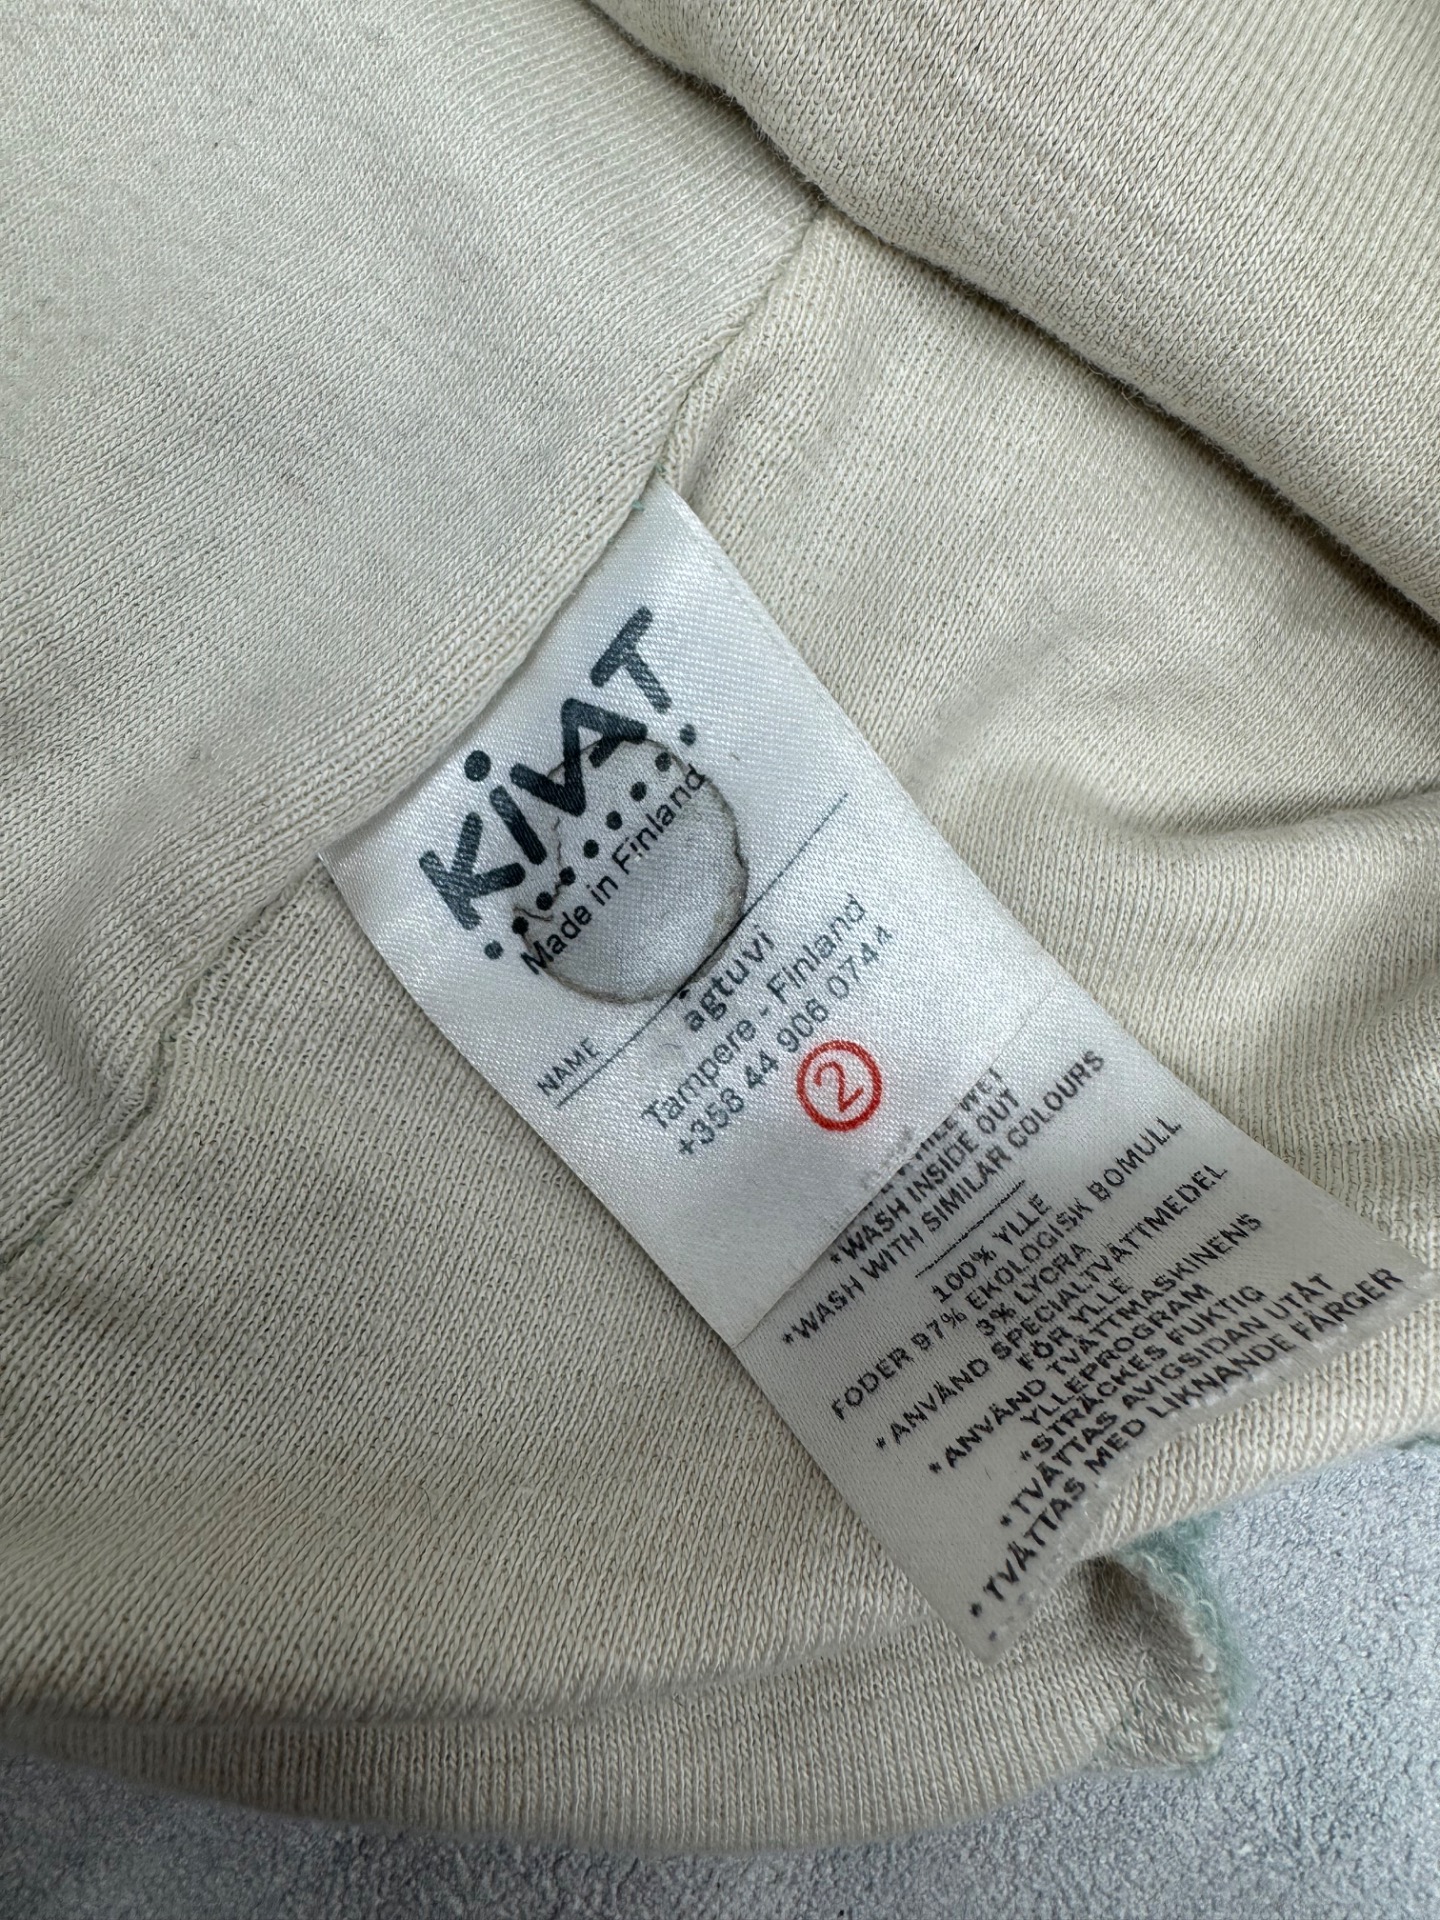 KIVAT
Made in Finland
NAME
agtuvi
Tampere - Finland
+358 44 906 0744
2
WET
*WASH INSIDE OUT
*WASH WITH SIMILAR COLOURS
100% YLLE
FODER 97% EKOLOGISK BOMULL
3% LYCRA
*ANVÄND SPECIALTVÄTTMEDEL
FÖR YLLE
*ANVÄND TVÄTTMASKINENS
YLLEPROGRAM
*STRÄCKES FUKTIG
*TVÄTTAS AVIGSIDAN UTÅT
*TVÄTTAS MED LIKNANDE FÄRGER